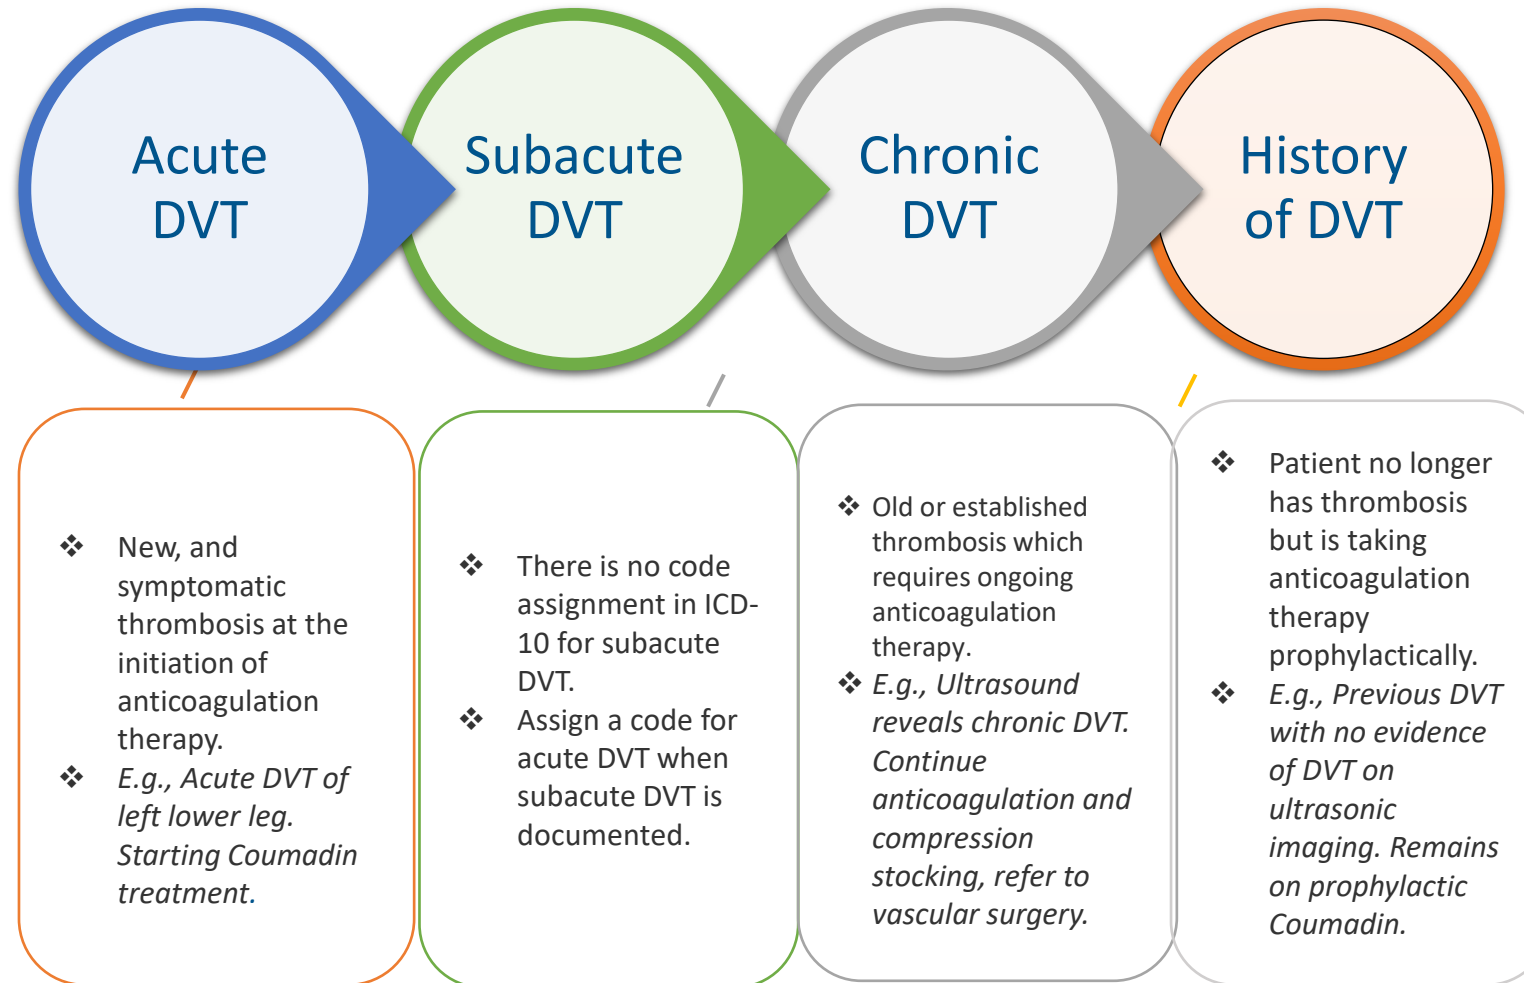 Acute
DVT
Subacute
DVT
Chronic
DVT
History
of DVT
❖ New, and
symptomatic
thrombosis at the
initiation of
anticoagulation
therapy.
❖ E.g., Acute DVT of
left lower leg.
Starting Coumadin
treatment.
❖ There is no code
assignment in ICD-
10 for subacute
DVT.
❖ Assign a code for
acute DVT when
subacute DVT is
documented.
❖ Old or established
thrombosis which
requires ongoing
anticoagulation
therapy.
❖ E.g., Ultrasound
reveals chronic DVT.
Continue
anticoagulation and
compression
stocking, refer to
vascular surgery.
❖ Patient no longer
has thrombosis
but is taking
anticoagulation
therapy
prophylactically.
❖ E.g., Previous DVT
with no evidence
of DVT on
ultrasonic
imaging. Remains
on prophylactic
Coumadin.